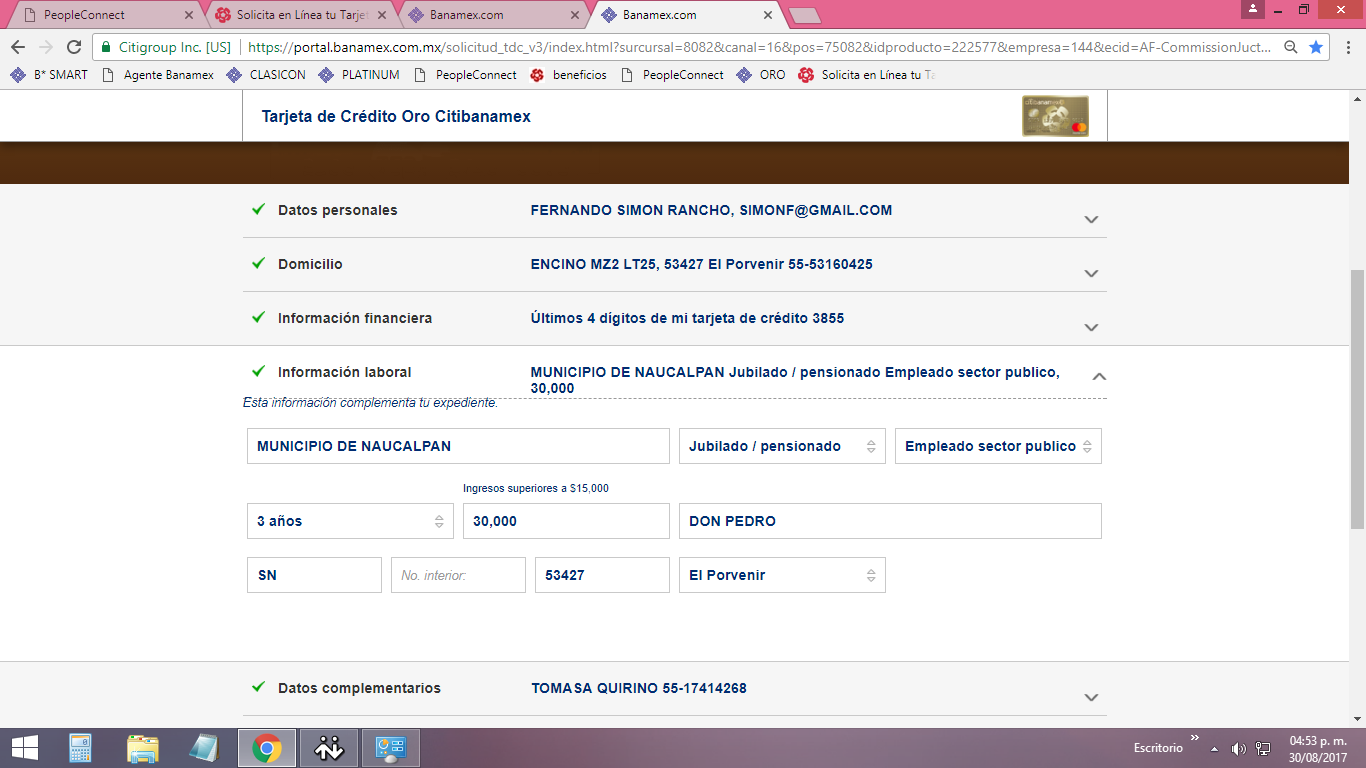 PeopleConnect
Solicita en Línea tu Tarje
Banamex.com
Banamex.com
Citigroup Inc. [US] https://portal.banamex.com.mx/solicitud_tdc_v3/index.html?surcursal=8082&canal=16&pos=75082&idproducto=222577&empresa=144&ecid=AF-CommissionJuct...
B* SMART Agente Banamex CLASICON PLATINUM PeopleConnect beneficios PeopleConnect ORO Solicita en Línea tu Ta
Tarjeta de Crédito Oro Citibanamex
Datos personales FERNANDO SIMON RANCHO, SIMONF@GMAIL.COM
Domicilio ENCINO MZ2 LT25, 53427 El Porvenir 55-53160425
Información financiera Últimos 4 dígitos de mi tarjeta de crédito 3855
Información laboral MUNICIPIO DE NAUCALPAN Jubilado / pensionado Empleado sector publico,
30,000
Esta información complementa tu expediente.
MUNICIPIO DE NAUCALPAN Jubilado / pensionado Empleado sector publico
Ingresos superiores a $15,000
3 años 30,000 DON PEDRO
SN No. interior: 53427 El Porvenir
Datos complementarios TOMASA QUIRINO 55-17414268
Escritorio 04:53 p. m.
30/08/2017